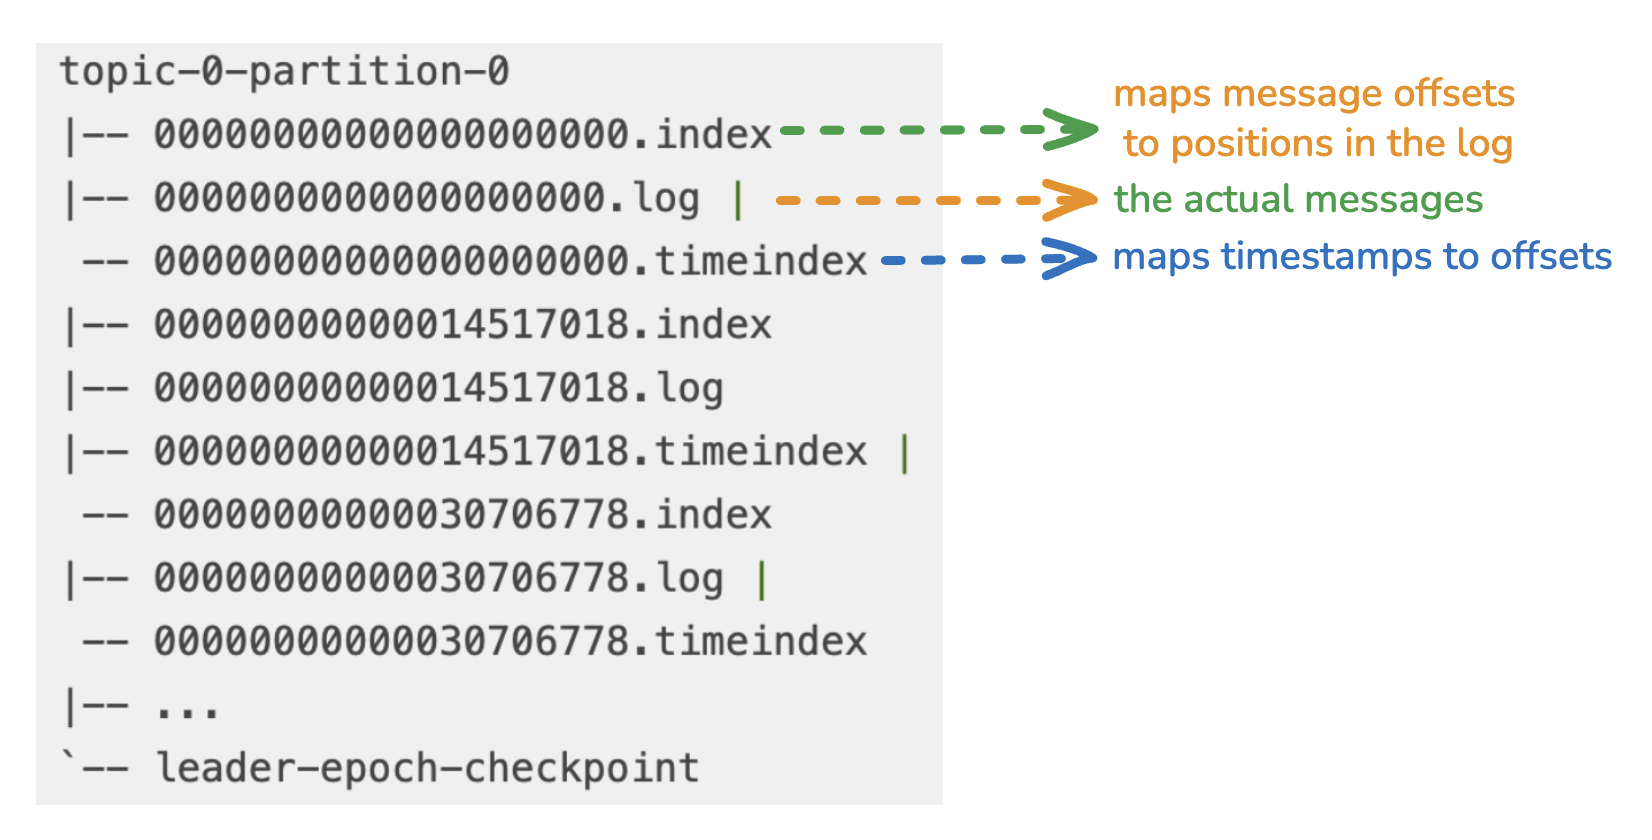 topic-0-partition-0
|-- 00000000000000000000.index
maps message offsets
to positions in the log
|-- 0000000000000000000.log |
the actual messages
-- 00000000000000000000.timeindex
maps timestamps to offsets
|-- 00000000000014517018.index
|-- 00000000000014517018.log
|-- 00000000000014517018.timeindex |
-- 00000000000030706778.index
|-- 00000000000030706778.log |
-- 00000000000030706778.timeindex
|-- ...
`-- leader-epoch-checkpoint